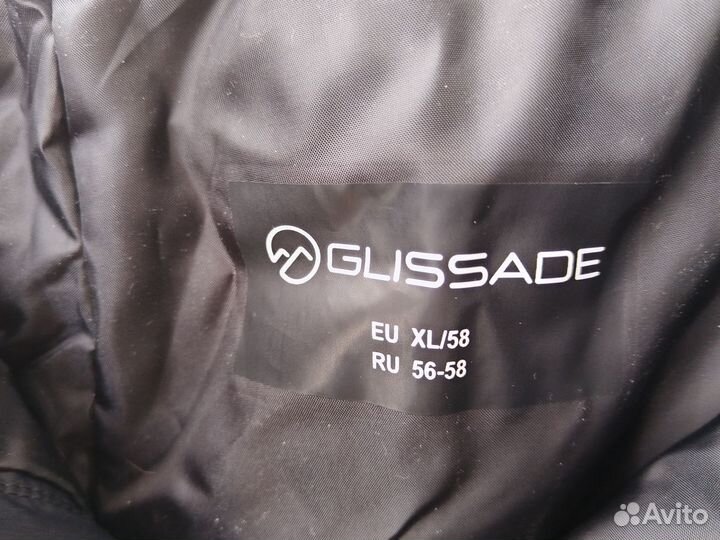 GLISSADE
EU XL/58
RU 56-58
Avito